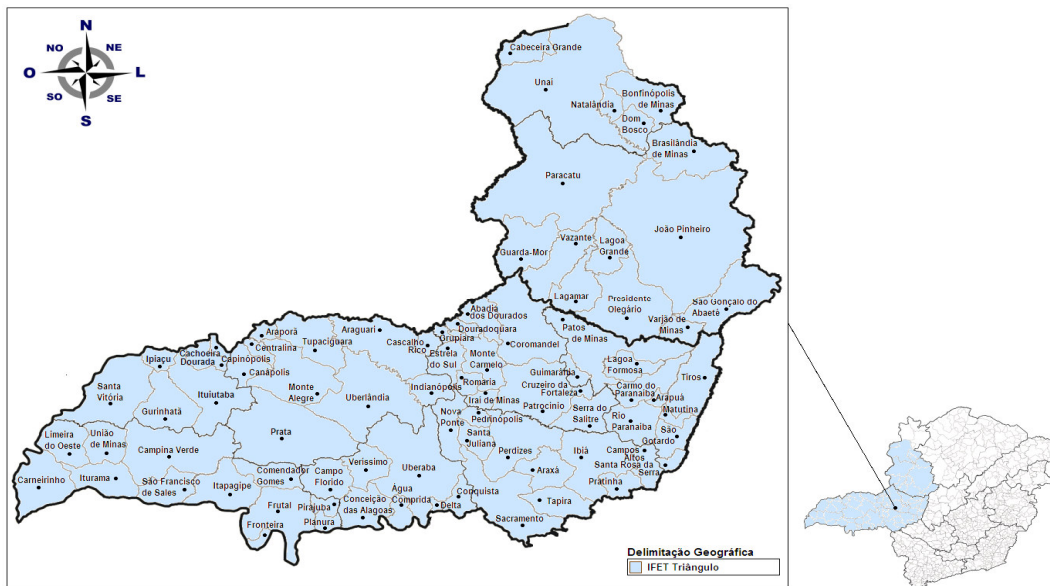 N
NO
NE
O
L
SO
SE
S
Cabeceira Grande
Unaí
Bonfinópolis
de Minas
Natalândia
Dom
Bosco
Brasilândia
de Minas
Paracatu
João Pinheiro
Vazante
Lagoa
Grande
Guarda-Mor
Lagamar
Presidente
Olegário
São Gonçalo do
Abaeté
Varjão de
Minas
Abadia
dos Dourados
Douradoquara
Grupiara
Patos
de Minas
Araporã
Araguari
Cascalho
Rico
Estrela
do Sul
Monte
Carmelo
Coromandel
Centralina
Tupaciguara
Cachoeira
Dourada
Capinópolis
Canápolis
Ipiaçu
Lagoa
Formosa
Guimarânia
Cruzeiro da
Fortaleza
Carmo do
Paranaíba
Arapuá
Tiros
Matutina
Santa
Vitória
Ituiutaba
Monte
Alegre
Uberlândia
Indianópolis
Romaria
Iraí de Minas
Patrocínio
Serra do
Salitre
Rio
Paranaíba
São
Gotardo
Gurinhatã
Nova
Ponte
Pedrinópolis
Santa
Juliana
Prata
Limeira
do Oeste
União
de Minas
Campina Verde
Perdizes
Ibiá
Campos
Altos
Santa Rosa da
Serra
Araxá
Pratinha
Carneirinho
Iturama
São Francisco
de Sales
Itapagipe
Comendador
Gomes
Campo
Florido
Veríssimo
Uberaba
Água
Comprida
Conquista
Delta
Conceição
das Alagoas
Pirajuba
Planura
Frutal
Fronteira
Tapira
Sacramento
Delimitação Geográfica
IFET Triângulo